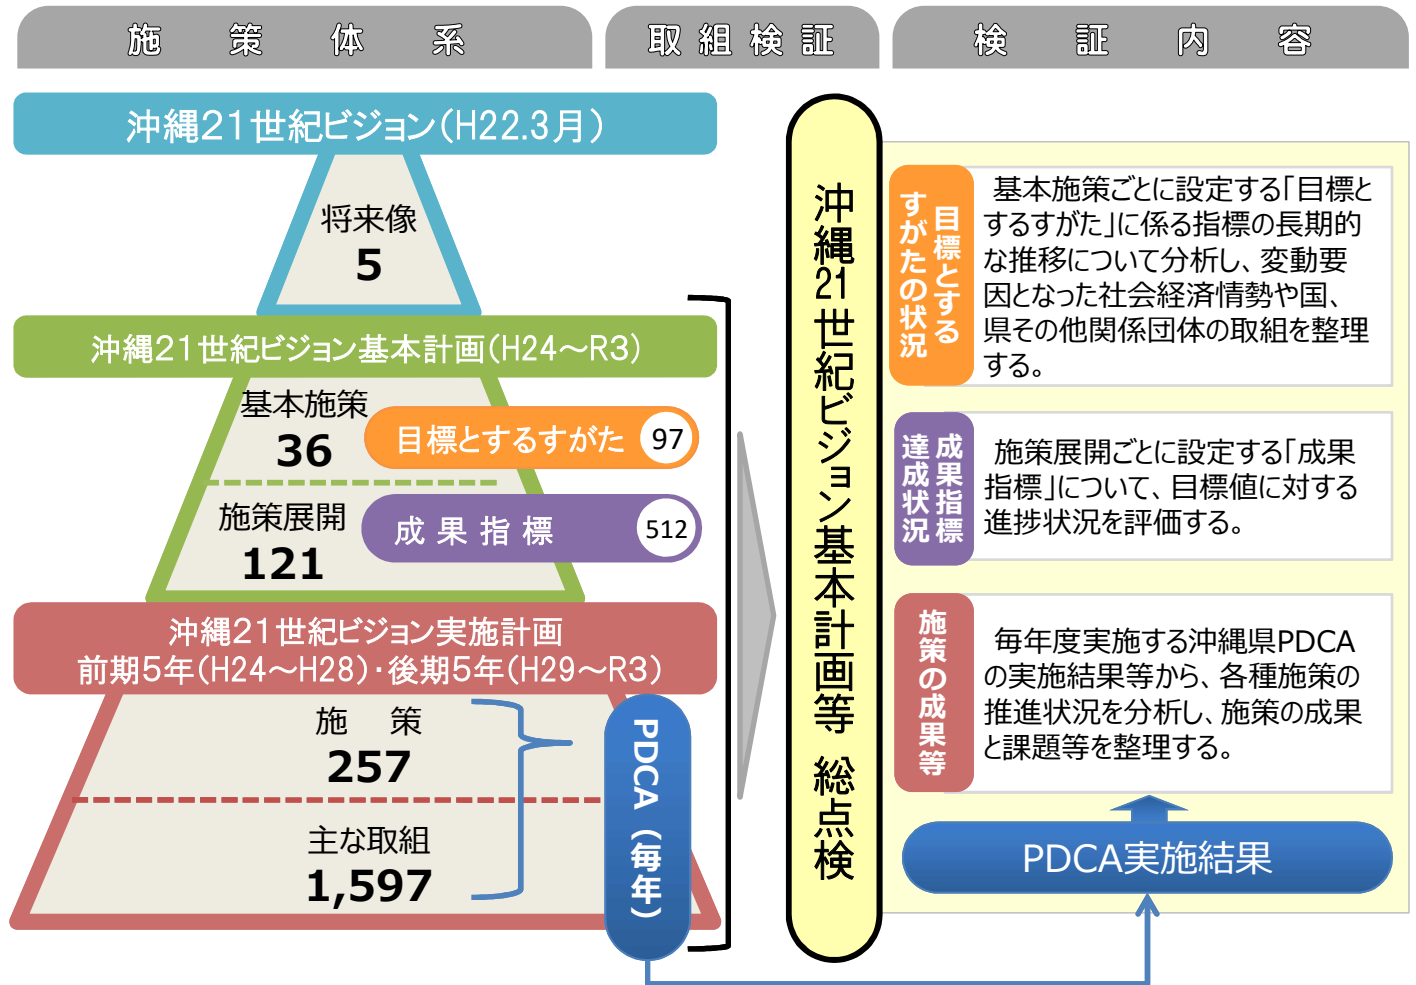 施策体系
取組検証
検証内容
沖縄21世紀ビジョン(H22.3月)
将来像
5
沖縄21世紀ビジョン基本計画(H24～R3)
基本施策
36
目標とするすがた 97
施策展開
121
成果指標 512
沖縄21世紀ビジョン実施計画
前期5年(H24～H28)・後期5年(H29～R3)
施 策
257
主な取組
1,597
PDCA（毎年）
沖縄21世紀ビジョン基本計画等 総点検
目標とする
すがたの状況
基本施策ごとに設定する「目標と
するすがた」に係る指標の長期的
な推移について分析し、変動要
因となった社会経済情勢や国、
県その他関係団体の取組を整理
する。
成果指標
達成状況
施策展開ごとに設定する「成果
指標」について、目標値に対する
進捗状況を評価する。
施策の成果等
毎年度実施する沖縄県PDCA
の実施結果等から、各種施策の
推進状況を分析し、施策の成果
と課題等を整理する。
PDCA実施結果